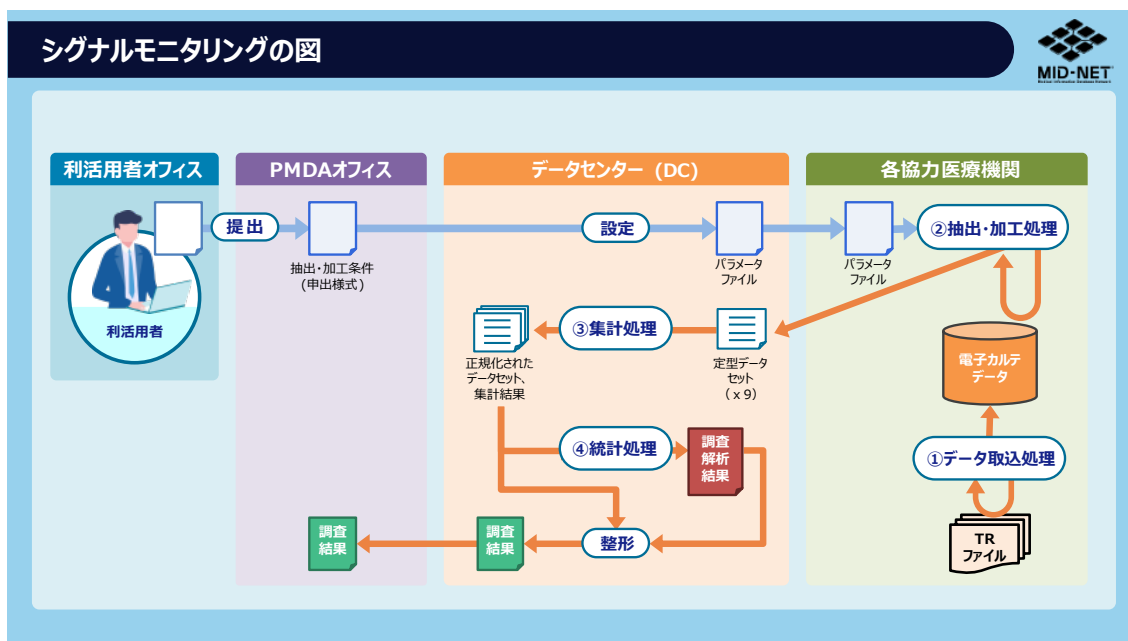 シグナルモニタリングの図
MID-NET
利活用者オフィス
PMDAオフィス
データセンター (DC)
各協力医療機関
提出
設定
②抽出・加工処理
抽出・加工条件
(申出様式)
パラメータ
ファイル
パラメータ
ファイル
利活用者
③集計処理
正規化された
データセット、
集計結果
定型データ
セット
(x 9)
電子カルテ
データ
④統計処理
調査
解析
結果
①データ取込処理
調査
結果
調査
結果
整形
TR
ファイル